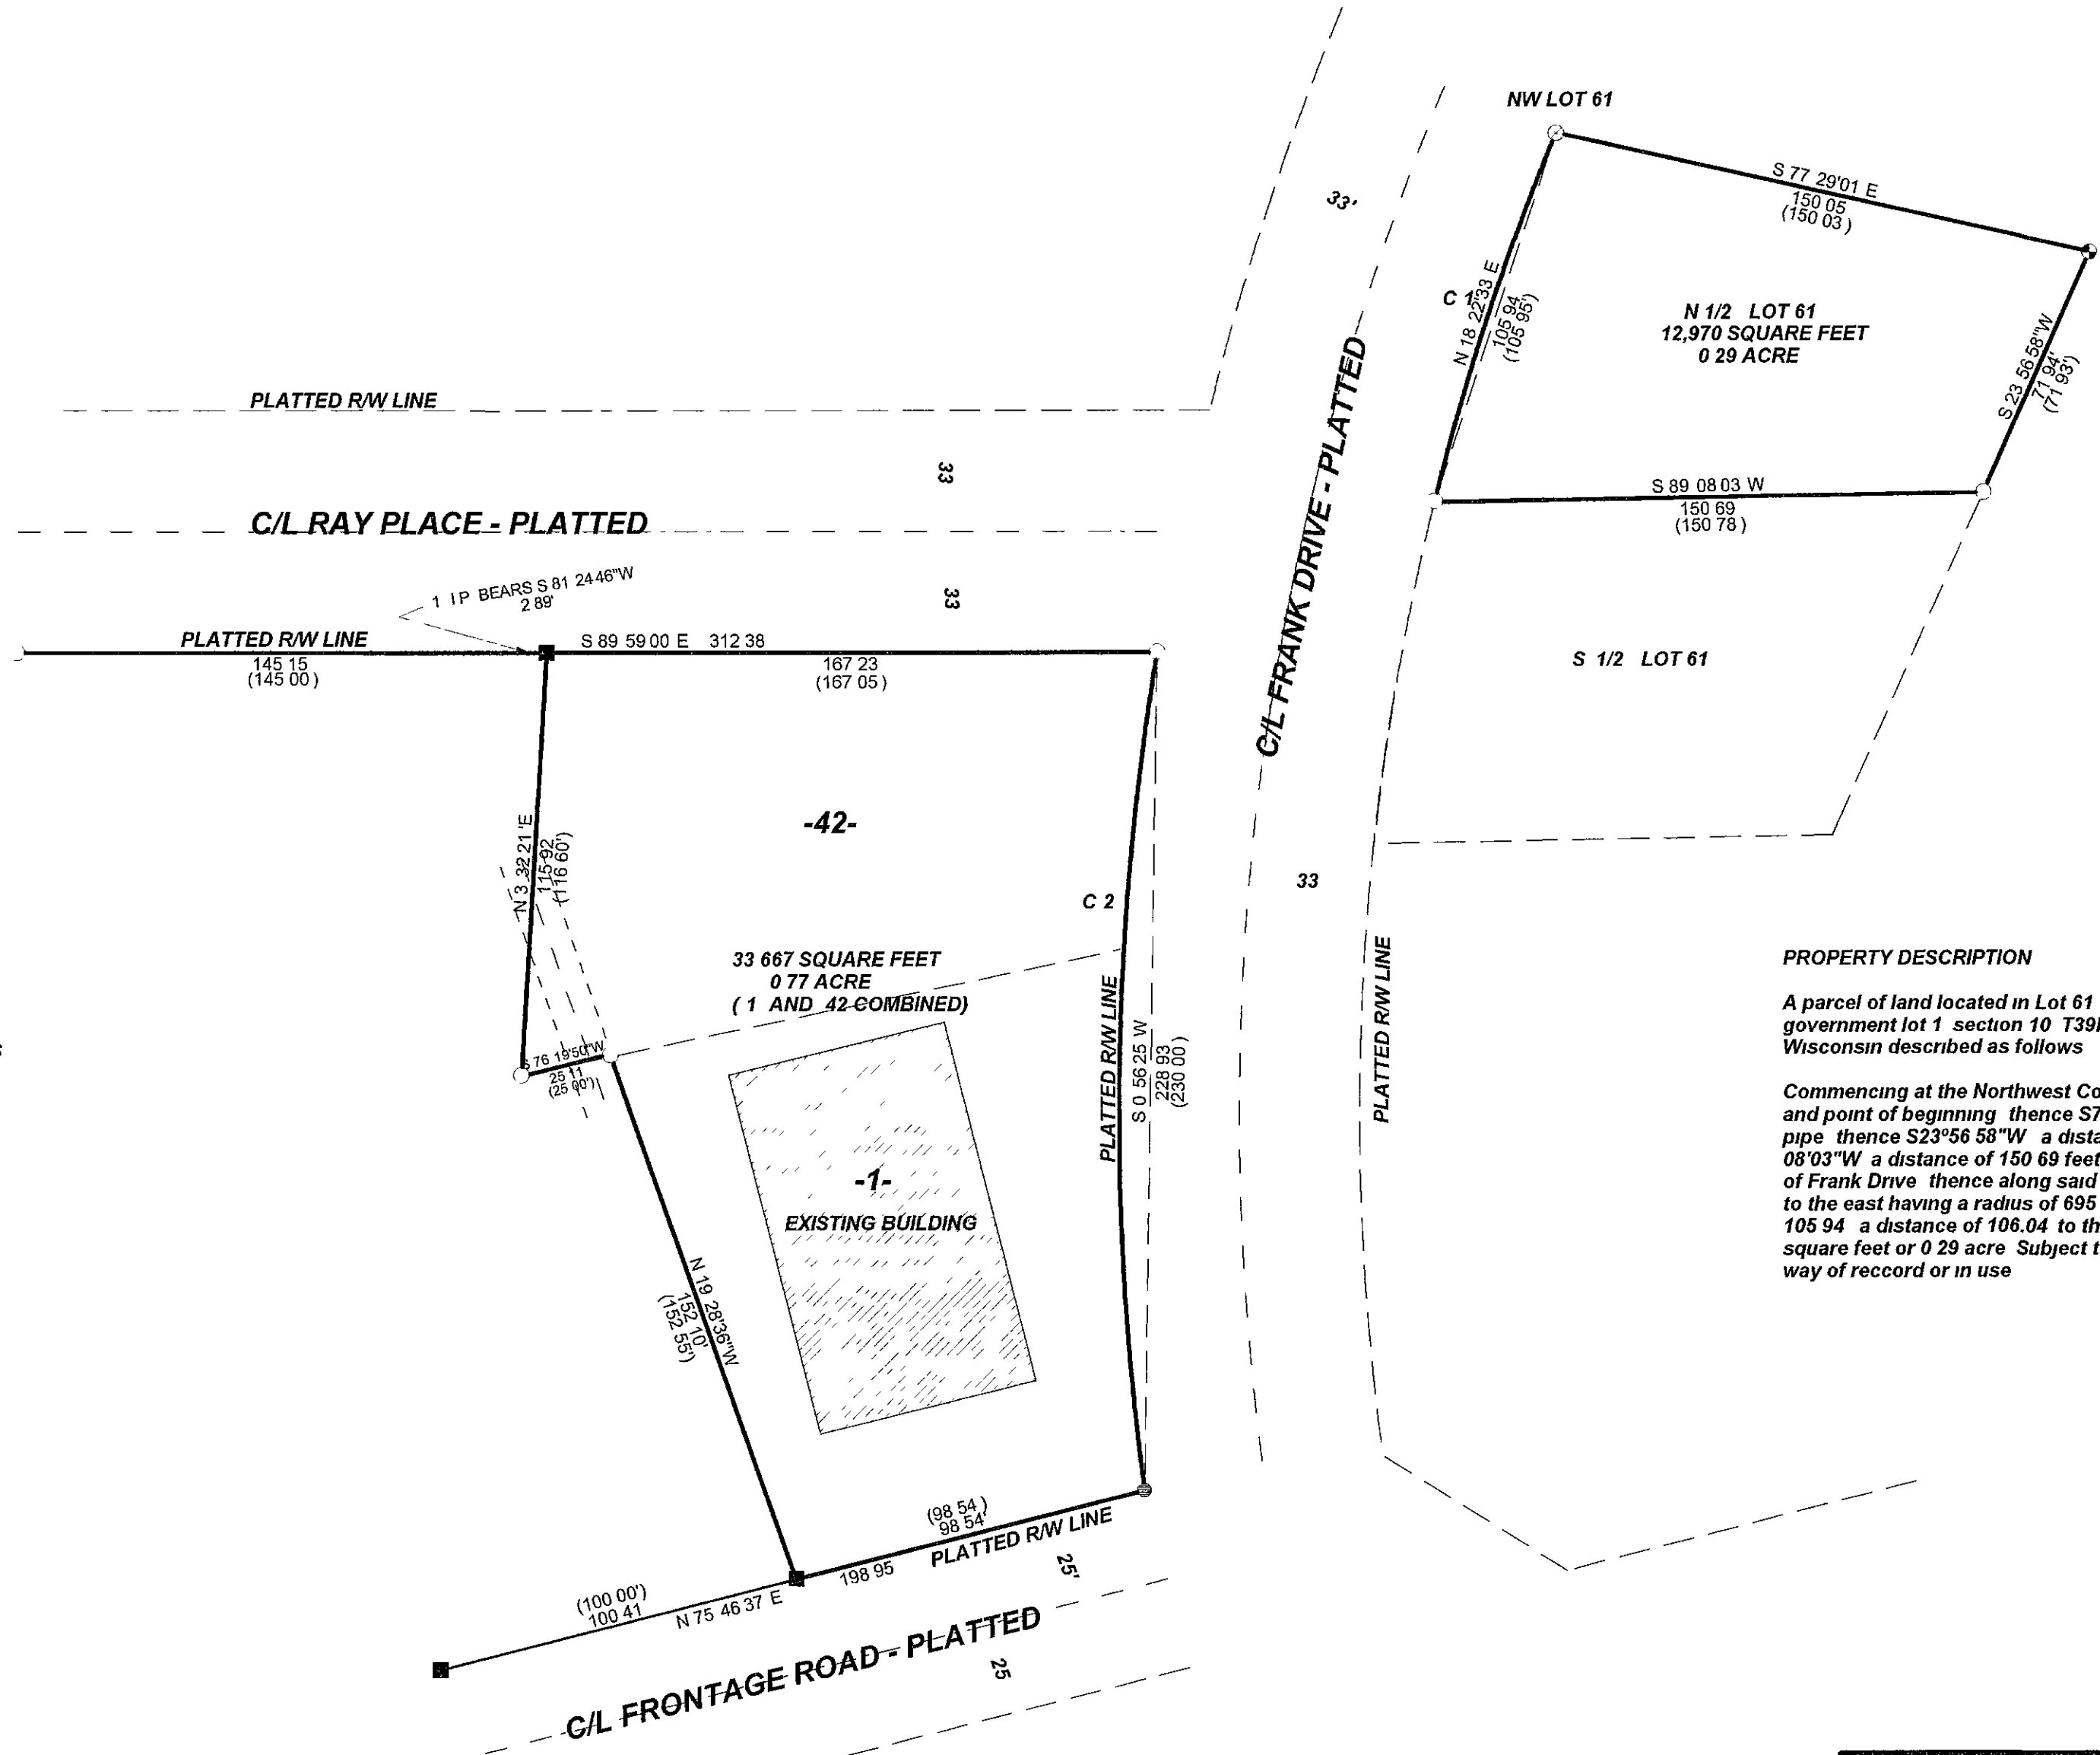 NW LOT 61
S 77 29'01 E
150 05
(150 03 )
33'
C 1
N 18 22'33 E
105 94
(105 95')
N 1/2 LOT 61
12,970 SQUARE FEET
0 29 ACRE
S 23 56 58"W
71 94'
(71 93')
S 89 08 03 W
150 69
(150 78 )
S 1/2 LOT 61
PLATTED R/W LINE
33
C/L RAY PLACE - PLATTED
33
1 I P BEARS S 81 24 46"W
2 89'
C/L FRANK DRIVE - PLATTED
PLATTED R/W LINE
145 15
(145 00 )
S 89 59 00 E 312 38
167 23
(167 05 )
N 3 32 21 'E
115 92
(116 60')
-42-
C 2
33
33 667 SQUARE FEET
0 77 ACRE
( 1 AND 42 COMBINED)
PLATTED R/W LINE
S 0 56 25 W
228 93
(230 00 )
PLATTED R/W LINE
76 19'50"W
25 11
(25 00')
-1-
EXISTING BUILDING
N 19 28'36"W
152 10'
(152 55')
(98 54 )
98 54
PLATTED R/W LINE
198 95
25'
(100 00')
100 41
N 75 46 37 E
C/L FRONTAGE ROAD - PLATTED
25
PROPERTY DESCRIPTION
A parcel of land located in Lot 61
government lot 1 section 10 T39
Wisconsin described as follows
Commencing at the Northwest Co
and point of beginning thence S7
pipe thence S23º56 58"W a dista
08'03"W a distance of 150 69 feet
of Frank Drive thence along said
to the east having a radius of 695
105 94 a distance of 106.04 to th
square feet or 0 29 acre Subject t
way of reccord or in use